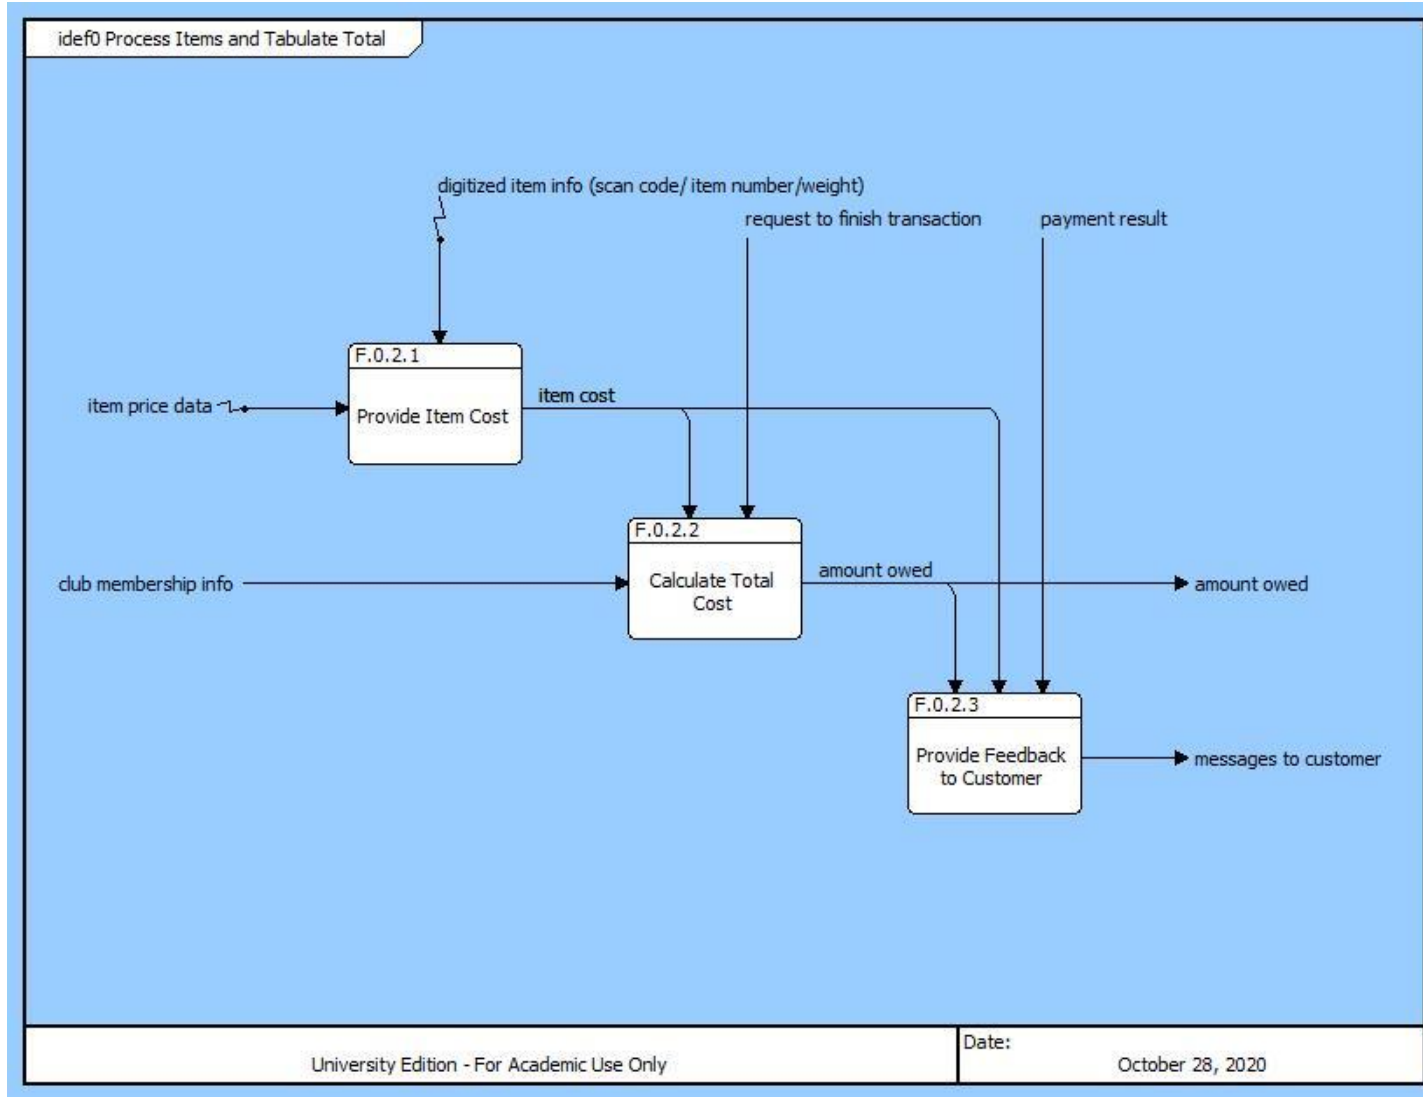 idef0 Process Items and Tabulate Total
digitized item info (scan code/ item number/weight)
request to finish transaction
payment result
F.0.2.1
item price data
Provide Item Cost
item cost
F.0.2.2
club membership info
Calculate Total
Cost
amount owed
amount owed
F.0.2.3
Provide Feedback
to Customer
messages to customer
University Edition - For Academic Use Only
Date:
October 28, 2020